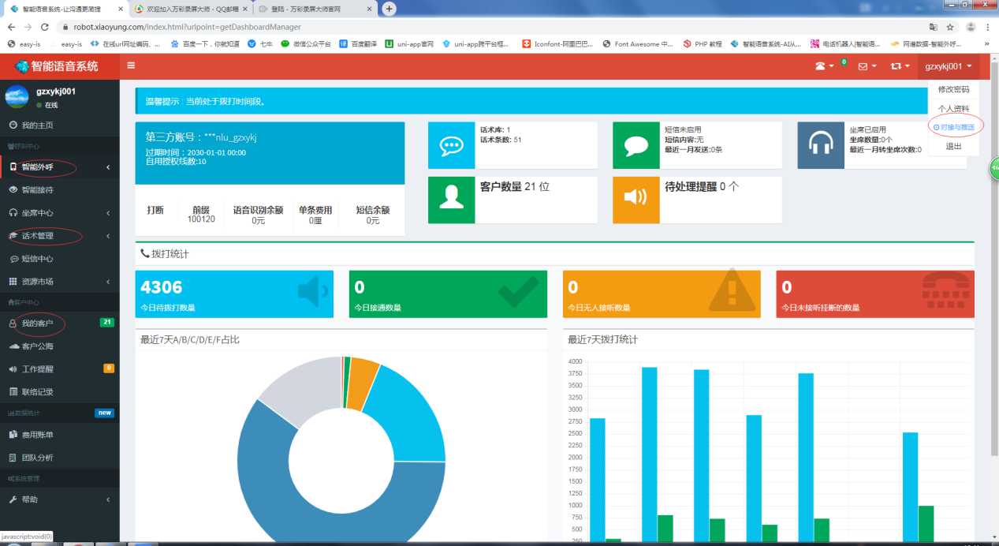 智能语音系统-让沟通更简捷
欢迎加入万彩录屏大师 - QQ邮箱
登陆 - 万彩录屏大师官网
robot.xiaoyung.com/index.html?urlpoint=getDashboardManager
easy-is
easy-is
在线url网址编码、...
百度一下，你就知道
七牛
微信公众平台
百度翻译
uni-app官网
uni-app跨平台框...
Iconfont-阿里巴巴...
Font Awesome 中...
PHP 教程
智能语音系统-AI从...
电话机器人|智能语...
网谱数据-智能外呼...
智能语音系统
0
gzxykj001
gzxykj001
在线
我的主页
呼叫中心
智能外呼
智能接待
坐席中心
话术管理
短信中心
资源市场
客户中心
我的客户
21
客户公海
工作提醒
0
联络记录
数据统计
new
费用账单
团队分析
系统管理
帮助
javascript:void(0)
修改密码
个人资料
对接与推送
退出
温馨提示 : 当前处于拨打时间段。
第三方账号 : ***nlu_gzxykj
过期时间 : 2030-01-01 00:00
自用授权线数:10
打断
前缀
100120
语音识别余额
0元
单条费用
0厘
短信余额
0元
话术库: 1
话术条数: 51
短信未启用
短信内容:无
最近一月发送:0条
坐席已启用
坐席数量:0个
最近一月转坐席次数:0
客户数量 21 位
待处理提醒 0 个
拨打统计
4306
今日待拨打数量
0
今日接通数量
0
今日无人接听数量
0
今日未接听挂断的数量
最近7天A/B/C/D/E/F占比
最近7天拨打统计
4000
3750
3500
3250
3000
2750
2500
2250
2000
1750
1500
1250
1000
750
500
250